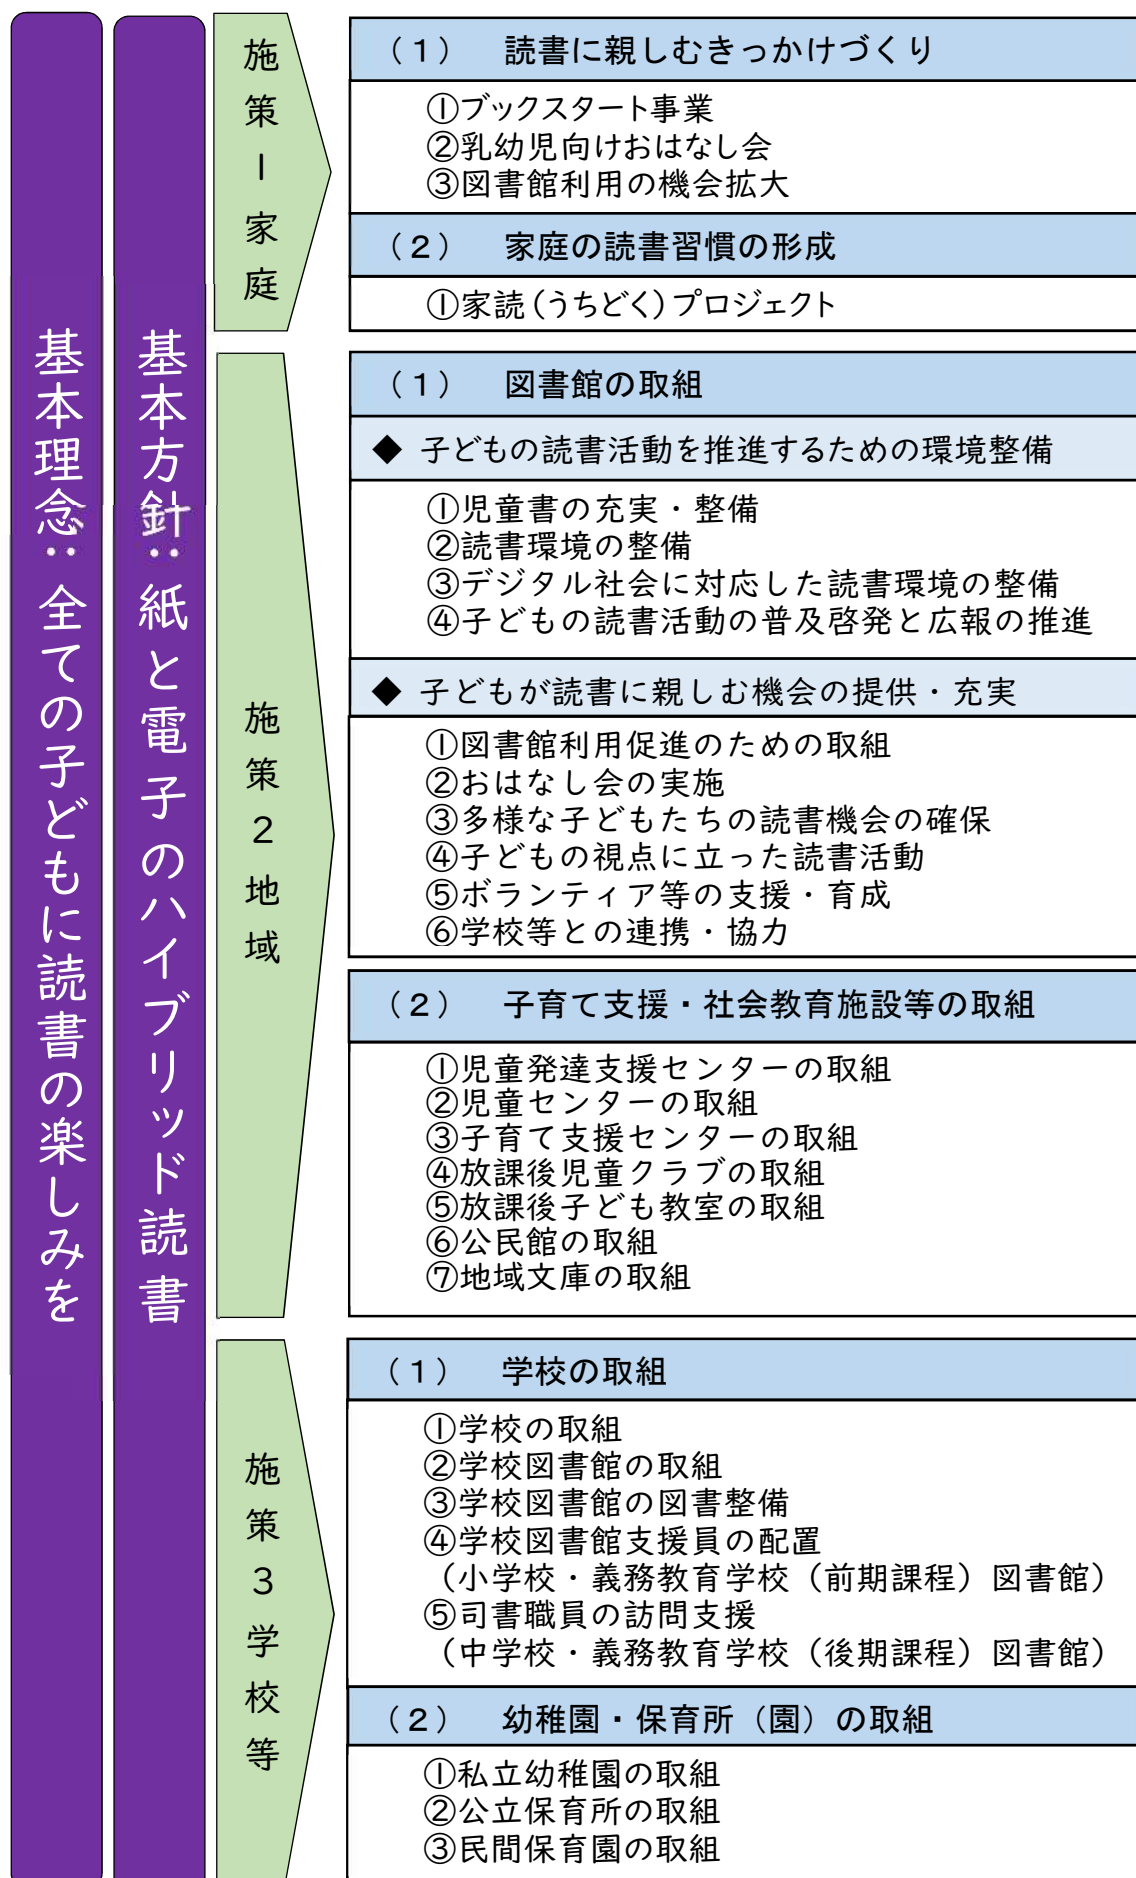 基本理念：全ての子どもに読書の楽しみを
基本方針：紙と電子のハイブリッド読書
施策１家庭
（１）　読書に親しむきっかけづくり
①ブックスタート事業
②乳幼児向けおはなし会
③図書館利用の機会拡大
（２）　家庭の読書習慣の形成
①家読（うちどく）プロジェクト
施策２地域
（１）　図書館の取組
◆ 子どもの読書活動を推進するための環境整備
①児童書の充実・整備
②読書環境の整備
③デジタル社会に対応した読書環境の整備
④子どもの読書活動の普及啓発と広報の推進
◆ 子どもが読書に親しむ機会の提供・充実
①図書館利用促進のための取組
②おはなし会の実施
③多様な子どもたちの読書機会の確保
④子どもの視点に立った読書活動
⑤ボランティア等の支援・育成
⑥学校等との連携・協力
（２）　子育て支援・社会教育施設等の取組
①児童発達支援センターの取組
②児童センターの取組
③子育て支援センターの取組
④放課後児童クラブの取組
⑤放課後子ども教室の取組
⑥公民館の取組
⑦地域文庫の取組
施策３学校等
（１）　学校の取組
①学校の取組
②学校図書館の取組
③学校図書館の図書整備
④学校図書館支援員の配置
（小学校・義務教育学校（前期課程）図書館）
⑤司書職員の訪問支援
（中学校・義務教育学校（後期課程）図書館）
（２）　幼稚園・保育所（園）の取組
①私立幼稚園の取組
②公立保育所の取組
③民間保育園の取組